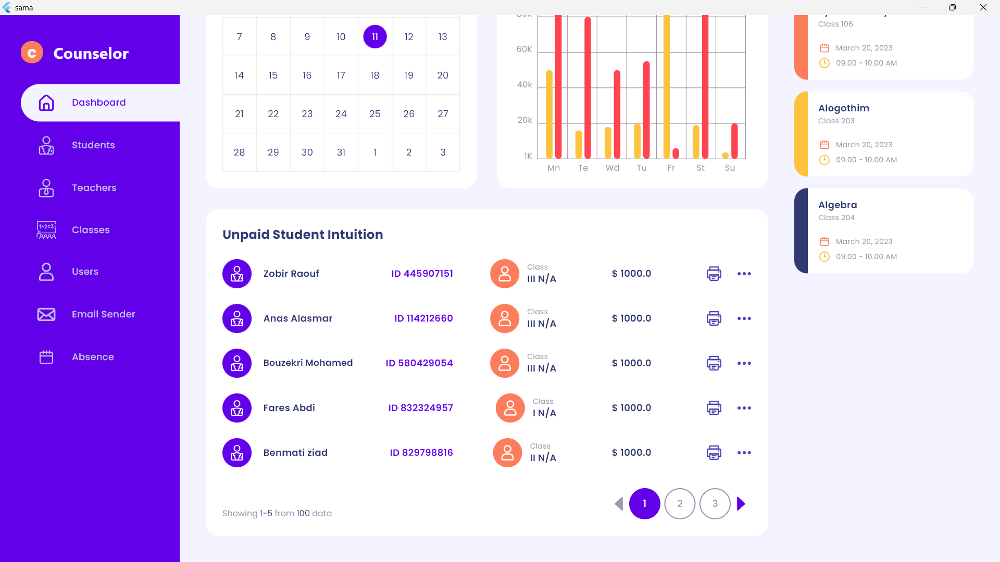 sama
c Counselor
Dashboard
Students
Teachers
1+2=3
Classes
Users
Email Sender
Absence
7 8 9 10 11 12 13
14 15 16 17 18 19 20
21 22 23 24 25 26 27
28 29 30 31 1 2 3
60K
40k
20k
1K
Mn Te Wd Tu Fr St Su
Class 106
March 20, 2023
09.00 - 10.00 AM
Alogothim
Class 203
March 20, 2023
09.00 - 10.00 AM
Algebra
Class 204
March 20, 2023
09.00 - 10.00 AM
Unpaid Student Intuition
Zobir Raouf ID 445907151 Class III N/A $ 1000.0
Anas Alasmar ID 114212660 Class III N/A $ 1000.0
Bouzekri Mohamed ID 580429054 Class III N/A $ 1000.0
Fares Abdi ID 832324957 Class I N/A $ 1000.0
Benmati ziad ID 829798816 Class II N/A $ 1000.0
Showing 1-5 from 100 data
1 2 3